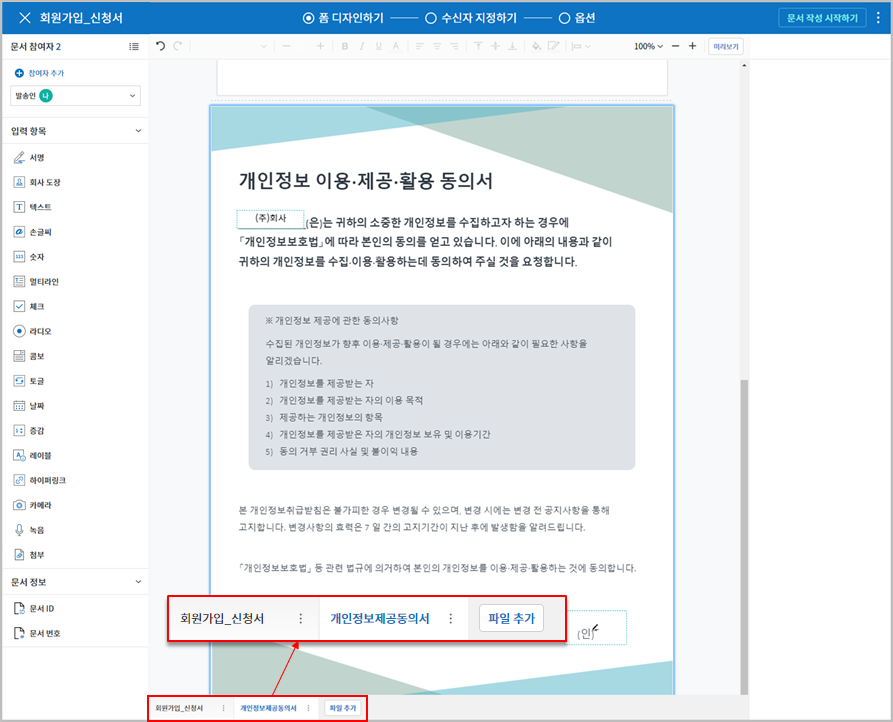 회원가입_신청서
폼 디자인하기
수신자 지정하기
옵션
문서 작성 시작하기
문서 참여자 2
100%
미리보기
참여자 추가
발송인 나
입력 항목
서명
회사 도장
텍스트
손글씨
숫자
멀티라인
체크
라디오
콤보
토글
날짜
증감
레이블
하이퍼링크
카메라
녹음
첨부
문서 정보
문서 ID
문서 번호
개인정보 이용·제공·활용 동의서
(주)회사 (은)는 귀하의 소중한 개인정보를 수집하고자 하는 경우에
「개인정보보호법」에 따라 본인의 동의를 얻고 있습니다. 이에 아래의 내용과 같이
귀하의 개인정보를 수집·이용·활용하는데 동의하여 주실 것을 요청합니다.
※ 개인정보 제공에 관한 동의사항
수집된 개인정보가 향후 이용·제공·활용이 될 경우에는 아래와 같이 필요한 사항을
알리겠습니다.
1) 개인정보를 제공받는 자
2) 개인정보를 제공받는 자의 이용 목적
3) 제공하는 개인정보의 항목
4) 개인정보를 제공받은 자의 개인정보 보유 및 이용기간
5) 동의 거부 권리 사실 및 불이익 내용
본 개인정보취급방침은 불가피한 경우 변경될 수 있으며, 변경 시에는 변경 전 공지사항을 통해
고지합니다. 변경사항의 효력은 7 일 간의 고지기간이 지난 후에 발생함을 알려드립니다.
「개인정보보호법」 등 관련 법규에 의거하여 본인의 개인정보를 이용·제공·활용하는 것에 동의합니다.
회원가입_신청서
개인정보제공동의서
파일 추가
(인)
회원가입_신청서
개인정보제공동의서
파일 추가